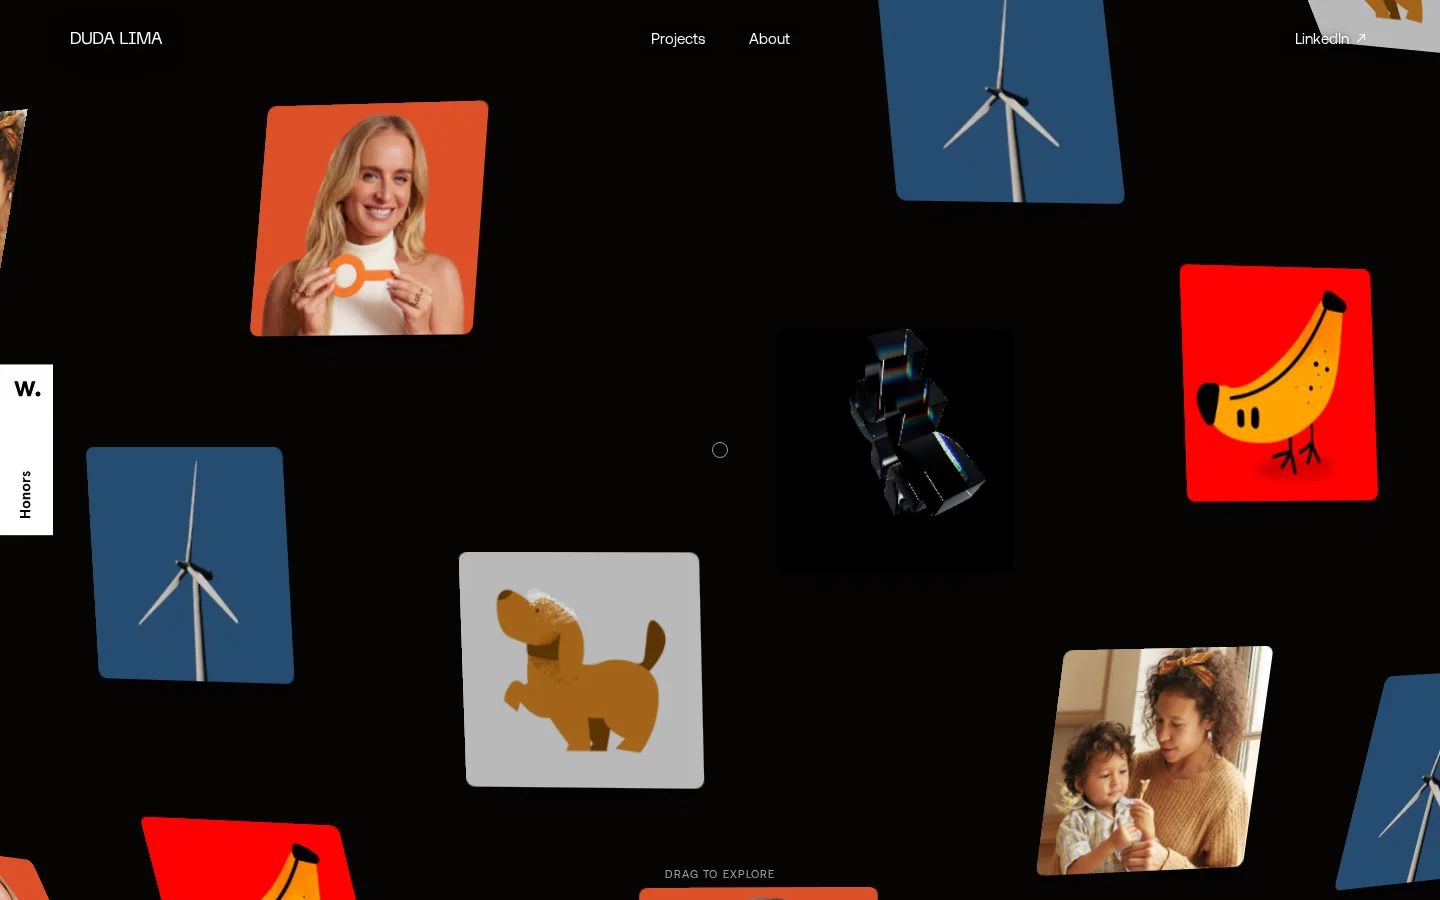 DUDA LIMA
Projects
About
LinkedIn ↗
W.
Honors
DRAG TO EXPLORE